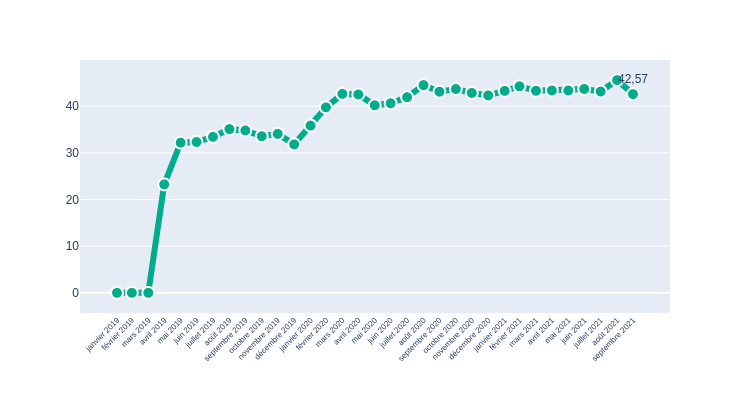 42,57
40
30
20
10
0
janvier 2019
février 2019
mars 2019
avril 2019
mai 2019
juin 2019
juillet 2019
août 2019
septembre 2019
octobre 2019
novembre 2019
décembre 2019
janvier 2020
février 2020
mars 2020
avril 2020
mai 2020
juin 2020
juillet 2020
août 2020
septembre 2020
octobre 2020
novembre 2020
décembre 2020
janvier 2021
février 2021
mars 2021
avril 2021
mai 2021
juin 2021
juillet 2021
août 2021
septembre 2021